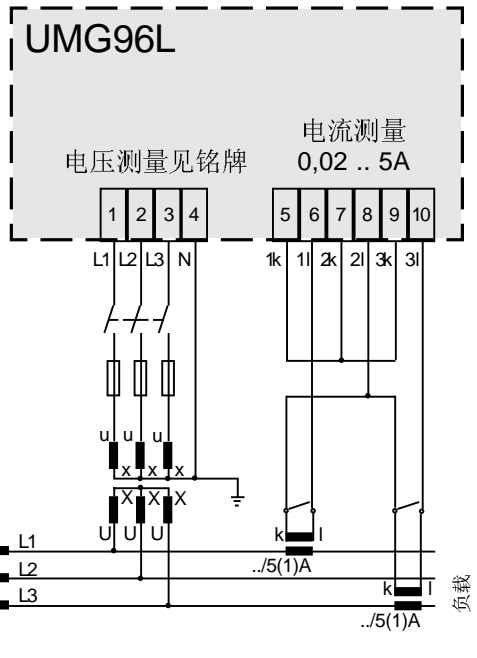 UMG96L
电流测量
电压测量见铭牌 0,02 .. 5A
1 2 3 4 5 6 7 8 9 10
L1 L2 L3 N 1k 1l 2k 2l 3k 3l
u u u
x x x
X X X
U U U k l
L1
../5(1)A
L2
k l
L3
../5(1)A
负载